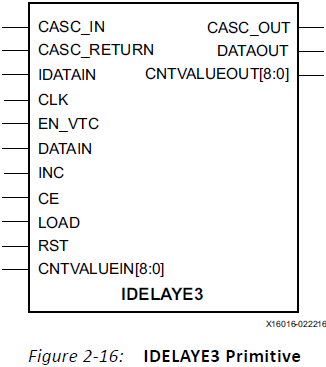 CASC_IN
CASC_OUT
CASC_RETURN
DATAOUT
IDATAIN
CNTVALUEOUT[8:0]
CLK
EN_VTC
DATAIN
INC
CE
LOAD
RST
CNTVALUEIN[8:0]
IDELAYE3
X16016-022216
Figure 2-16: IDELAYE3 Primitive